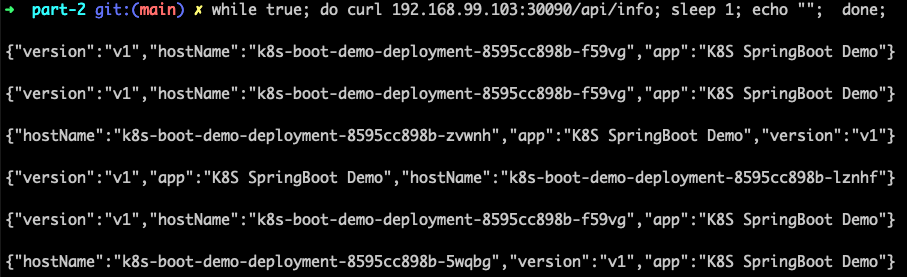 ➜  part-2 git:(main) ✗ while true; do curl 192.168.99.103:30090/api/info; sleep 1; echo "";  done;
{"version":"v1","hostName":"k8s-boot-demo-deployment-8595cc898b-f59vg","app":"K8S SpringBoot Demo"}
{"version":"v1","hostName":"k8s-boot-demo-deployment-8595cc898b-f59vg","app":"K8S SpringBoot Demo"}
{"hostName":"k8s-boot-demo-deployment-8595cc898b-zvwnh","app":"K8S SpringBoot Demo","version":"v1"}
{"version":"v1","app":"K8S SpringBoot Demo","hostName":"k8s-boot-demo-deployment-8595cc898b-lznhf"}
{"version":"v1","hostName":"k8s-boot-demo-deployment-8595cc898b-f59vg","app":"K8S SpringBoot Demo"}
{"hostName":"k8s-boot-demo-deployment-8595cc898b-5wqbg","version":"v1","app":"K8S SpringBoot Demo"}